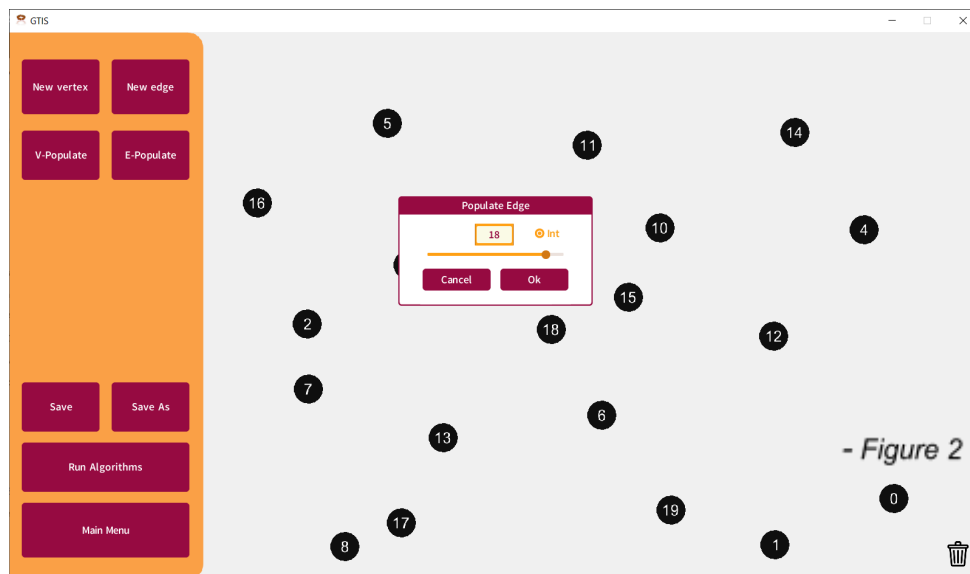 GTIS
New vertex
New edge
V-Populate
E-Populate
Save
Save As
Run Algorithms
Main Menu
5
11
14
16
10
4
Populate Edge
18
Int
Cancel
Ok
15
2
18
12
7
6
13
- Figure 2
0
19
17
8
1